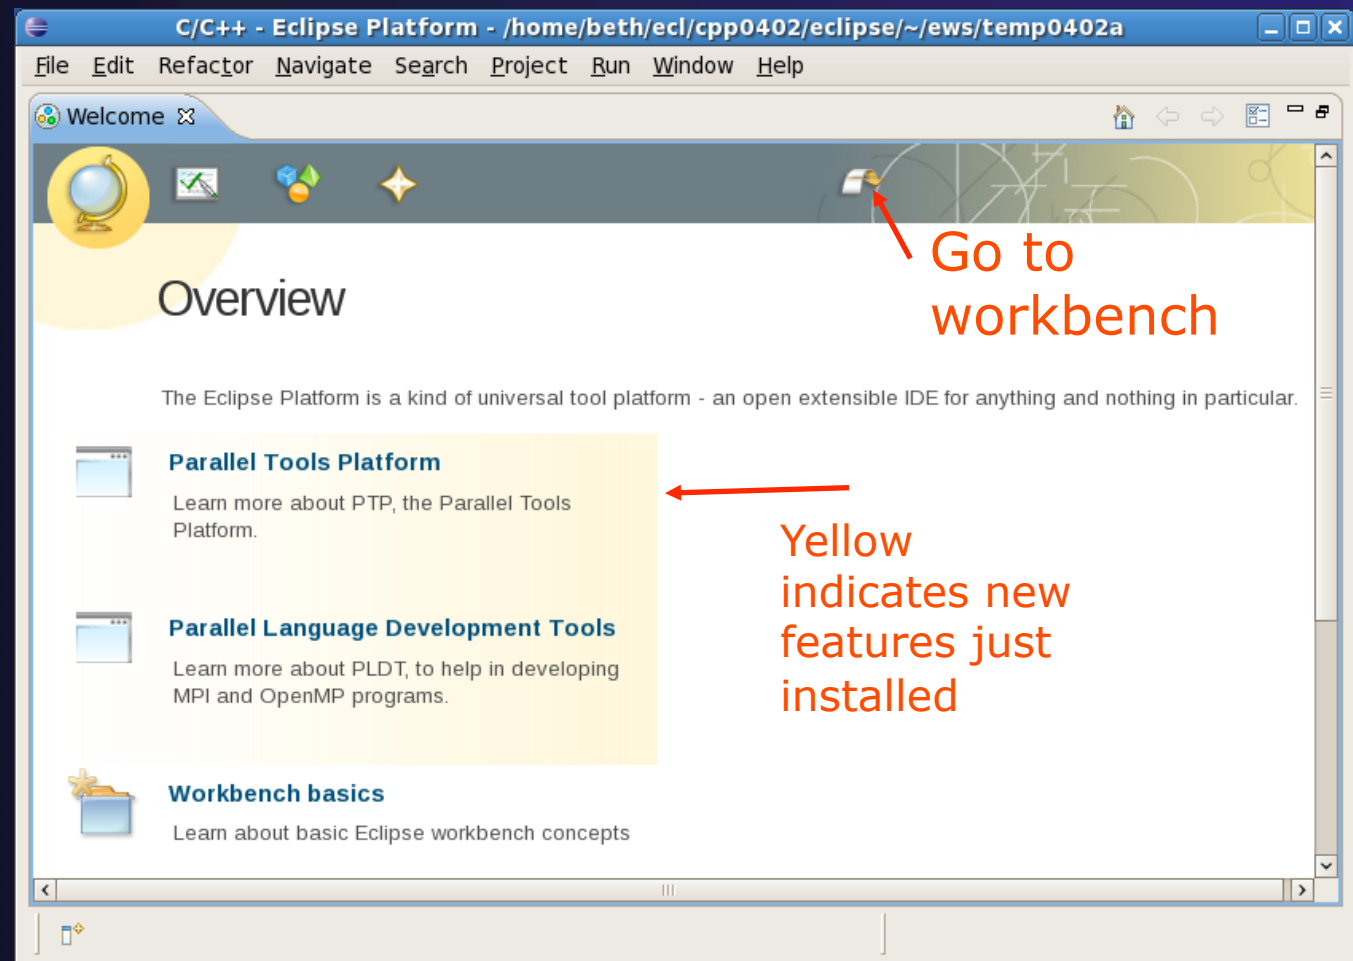 C/C++ - Eclipse Platform - /home/beth/ecl/cpp0402/eclipse/~/ews/temp0402a
File Edit Refactor Navigate Search Project Run Window Help
Welcome
Go to
workbench
Overview
The Eclipse Platform is a kind of universal tool platform - an open extensible IDE for anything and nothing in particular.
Parallel Tools Platform
Learn more about PTP, the Parallel Tools
Platform.
Yellow
indicates new
features just
installed
Parallel Language Development Tools
Learn more about PLDT, to help in developing
MPI and OpenMP programs.
Workbench basics
Learn about basic Eclipse workbench concepts